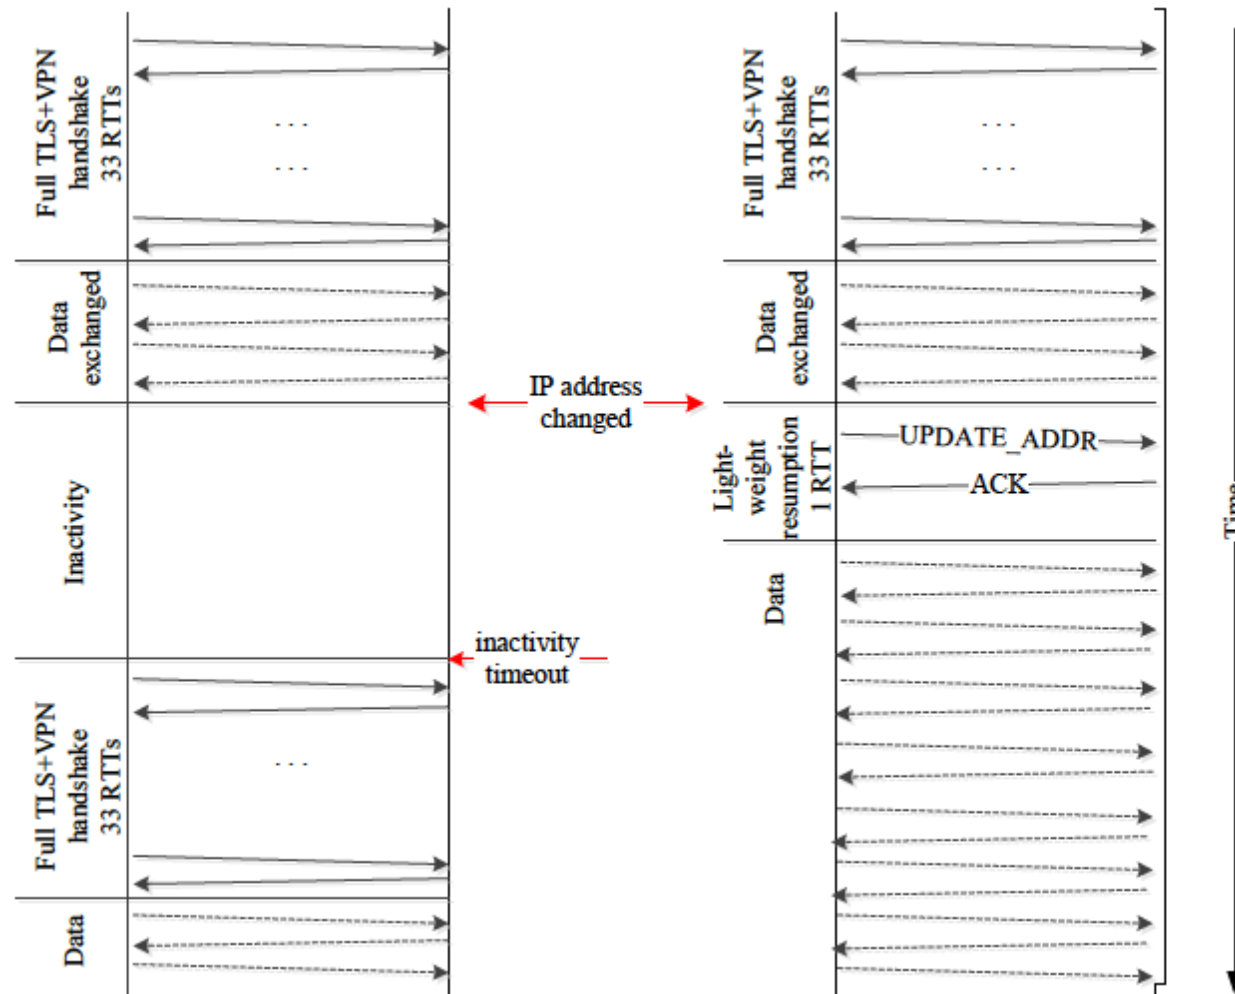 Full TLS+VPN
handshake
33 RTTs
. . .
. . .
Data
exchanged
Inactivity
Full TLS+VPN
handshake
33 RTTs
. . .
Data
IP address
changed
inactivity
timeout
Full TLS+VPN
handshake
33 RTTs
. . .
. . .
Data
exchanged
Light-
weight
resumption
1 RTT
UPDATE_ADDR
ACK
Data
Time